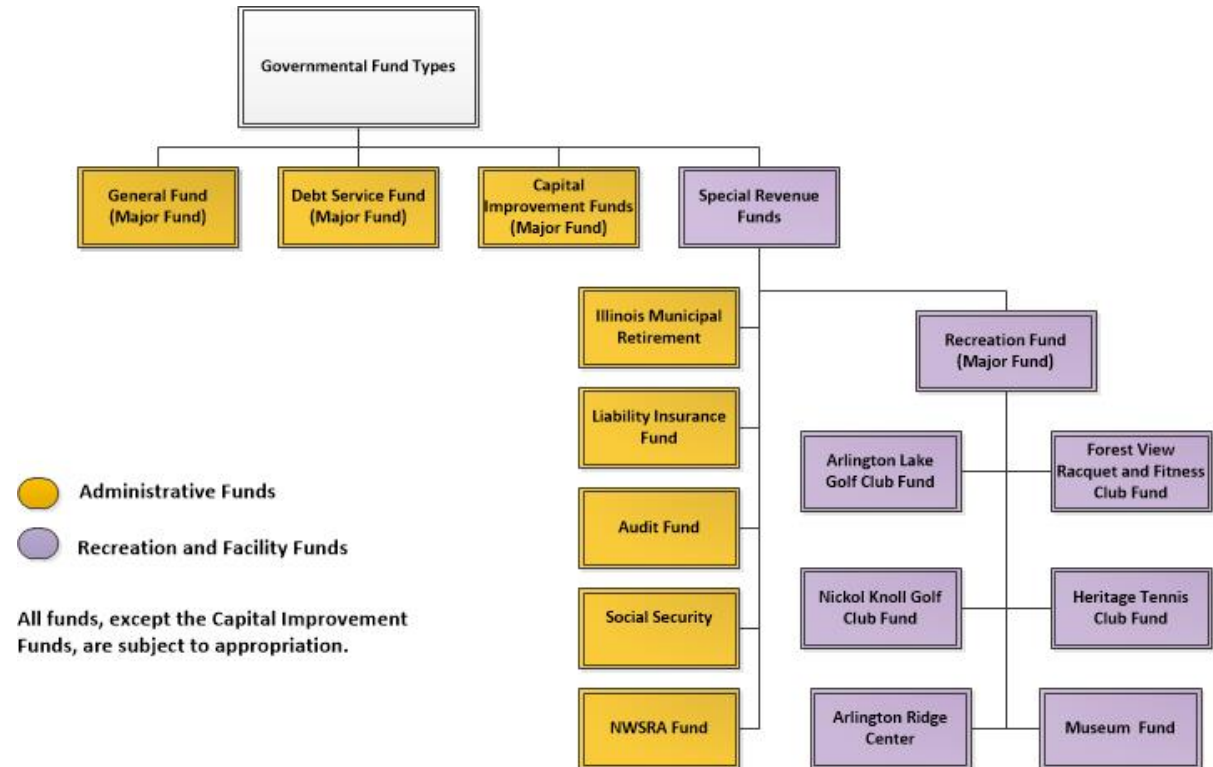 Governmental Fund Types
General Fund
(Major Fund)
Debt Service Fund
(Major Fund)
Capital
Improvement Funds
(Major Fund)
Special Revenue
Funds
Illinois Municipal
Retirement
Recreation Fund
(Major Fund)
Liability Insurance
Fund
Arlington Lake
Golf Club Fund
Forest View
Racquet and Fitness
Club Fund
Administrative Funds
Audit Fund
Recreation and Facility Funds
Nickol Knoll Golf
Club Fund
Heritage Tennis
Club Fund
All funds, except the Capital Improvement
Funds, are subject to appropriation.
Social Security
NWSRA Fund
Arlington Ridge
Center
Museum Fund